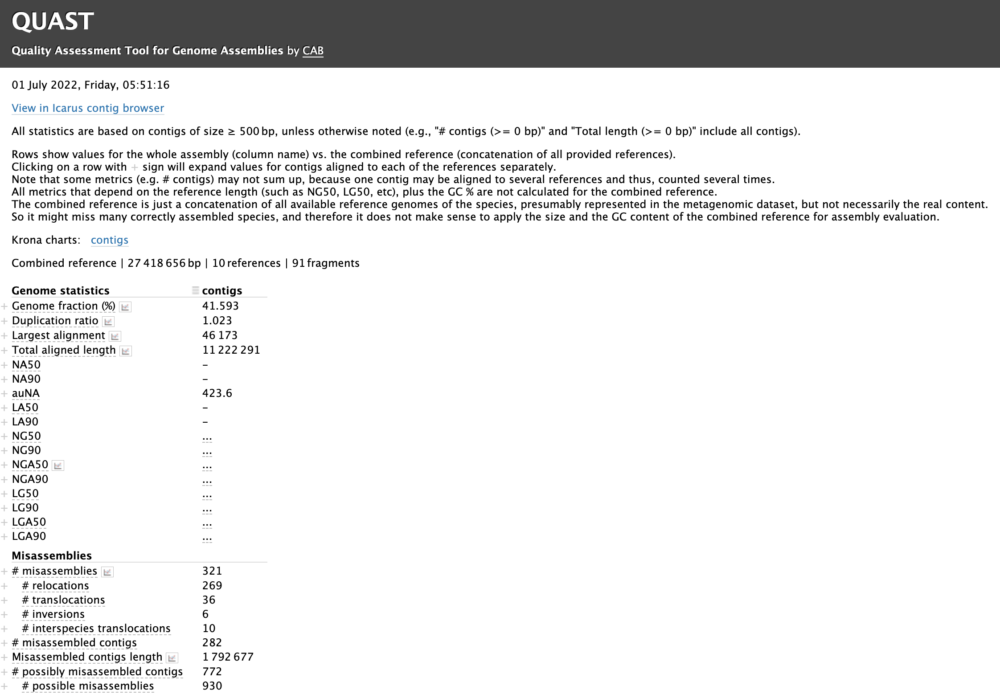 QUAST
Quality Assessment Tool for Genome Assemblies by CAB
01 July 2022, Friday, 05:51:16
View in Icarus contig browser
All statistics are based on contigs of size ≥ 500 bp, unless otherwise noted (e.g., "# contigs (>= 0 bp)" and "Total length (>= 0 bp)" include all contigs).
Rows show values for the whole assembly (column name) vs. the combined reference (concatenation of all provided references).
Clicking on a row with + sign will expand values for contigs aligned to each of the references separately.
Note that some metrics (e.g. # contigs) may not sum up, because one contig may be aligned to several references and thus, counted several times.
All metrics that depend on the reference length (such as NG50, LG50, etc), plus the GC % are not calculated for the combined reference.
The combined reference is just a concatenation of all available reference genomes of the species, presumably represented in the metagenomic dataset, but not necessarily the real content.
So it might miss many correctly assembled species, and therefore it does not make sense to apply the size and the GC content of the combined reference for assembly evaluation.
Krona charts: contigs
Combined reference | 27 418 656 bp | 10 references | 91 fragments
Genome statistics contigs
+ Genome fraction (%) 41.593
+ Duplication ratio 1.023
+ Largest alignment 46 173
+ Total aligned length 11 222 291
+ NA50 –
+ NA90 –
+ auNA 423.6
+ LA50 –
+ LA90 –
+ NG50 ...
+ NG90 ...
+ NGA50 ...
+ NGA90 ...
+ LG50 ...
+ LG90 ...
+ LGA50 ...
+ LGA90 ...
Misassemblies
+ # misassemblies 321
+ # relocations 269
+ # translocations 36
+ # inversions 6
+ # interspecies translocations 10
+ # misassembled contigs 282
+ Misassembled contigs length 1 792 677
+ # possibly misassembled contigs 772
+ # possible misassemblies 930